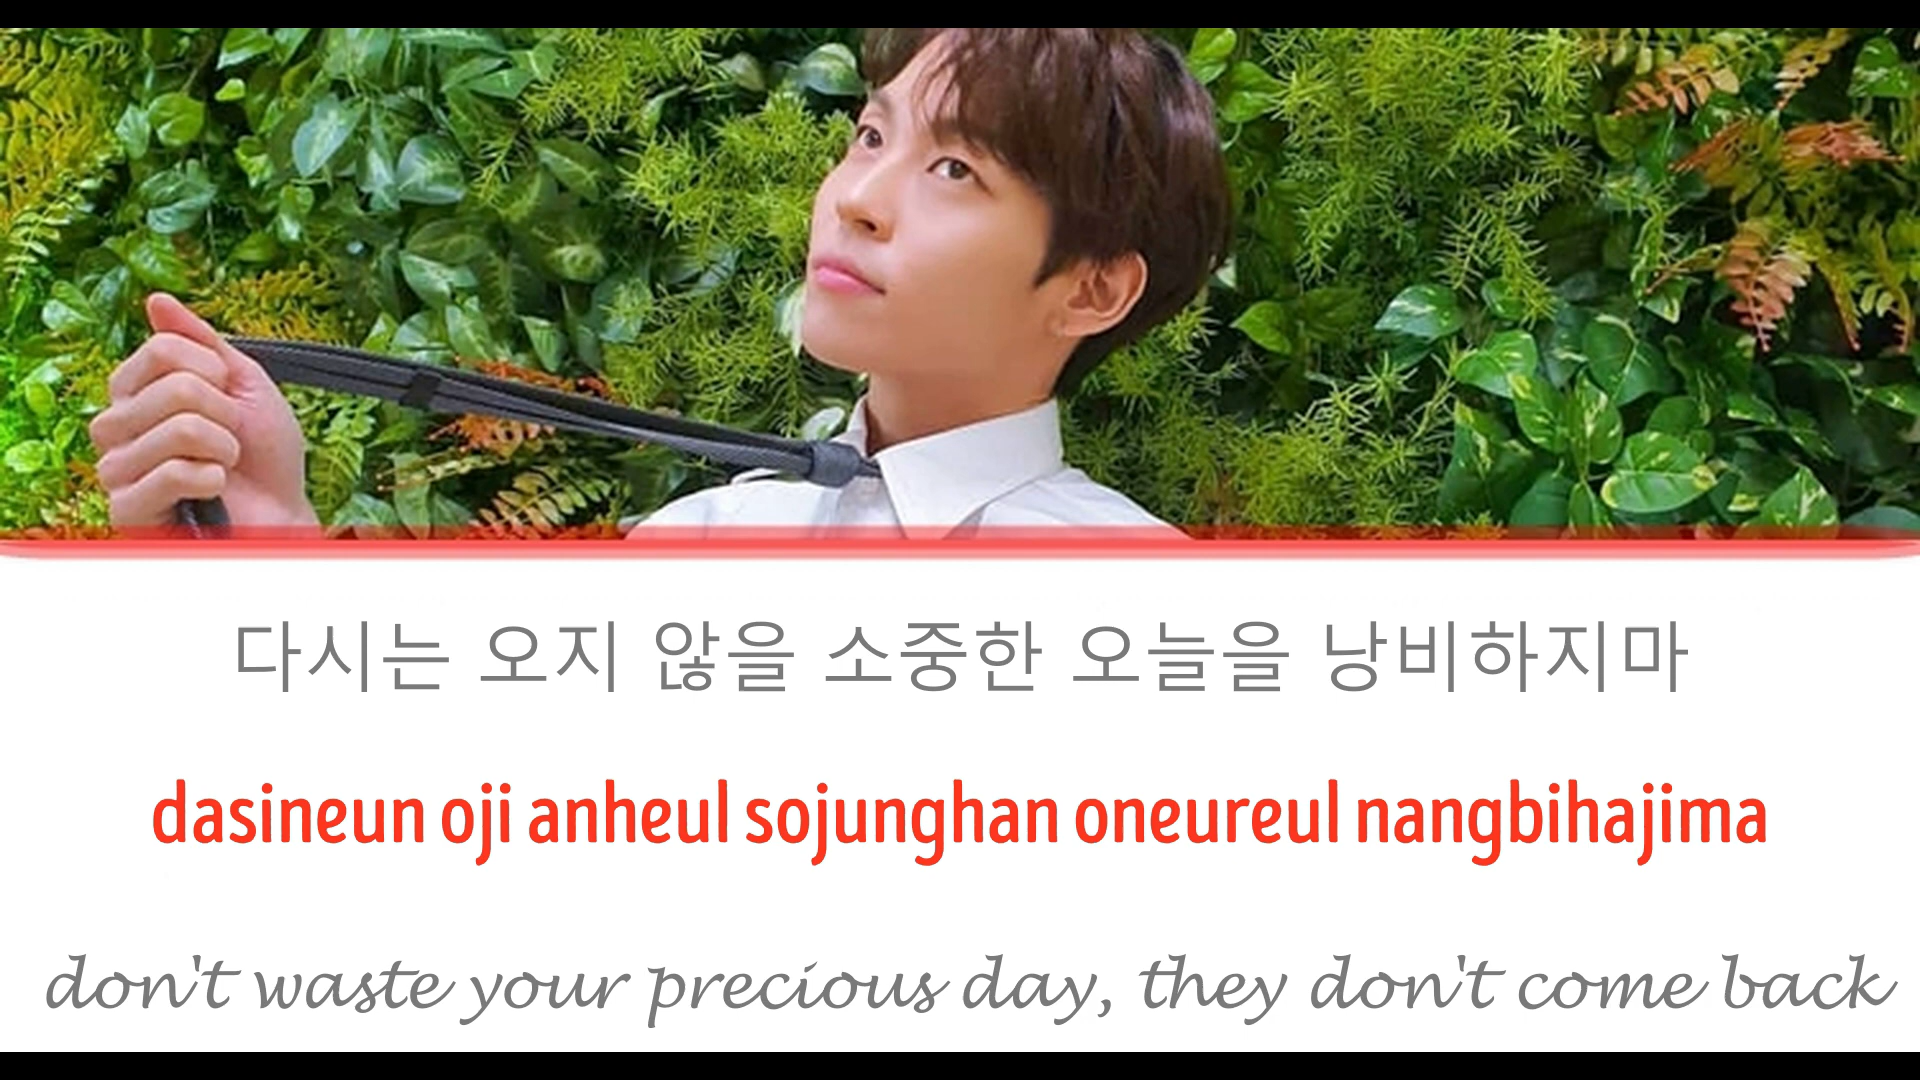 다시는 오지 않을 소중한 오늘을 낭비하지마
dasineun oji anheul sojunghan oneureul nangbihajima
don't waste your precious day, they don't come back